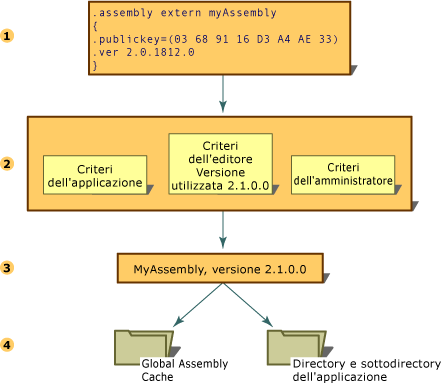 1
.assembly extern myAssembly
{
.publickey=(03 68 91 16 D3 A4 AE 33)
.ver 2.0.1812.0
}
2
Criteri
dell'applicazione
Criteri
dell'editore
Versione
utilizzata 2.1.0.0
Criteri
dell'amministratore
3
MyAssembly, versione 2.1.0.0
4
Global Assembly
Cache
Directory e sottodirectory
dell'applicazione